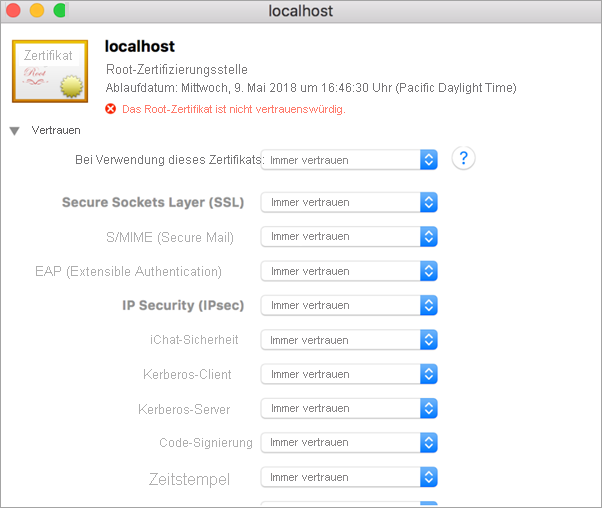 localhost
Zertifikat
Root
localhost
Root-Zertifizierungsstelle
Ablaufdatum: Mittwoch, 9. Mai 2018 um 16:46:30 Uhr (Pacific Daylight Time)
Das Root-Zertifikat ist nicht vertrauenswürdig.
Vertrauen
Bei Verwendung dieses Zertifikats: Immer vertrauen ?
Secure Sockets Layer (SSL) Immer vertrauen
S/MIME (Secure Mail) Immer vertrauen
EAP (Extensible Authentication) Immer vertrauen
IP Security (IPsec) Immer vertrauen
iChat-Sicherheit Immer vertrauen
Kerberos-Client Immer vertrauen
Kerberos-Server Immer vertrauen
Code-Signierung Immer vertrauen
Zeitstempel Immer vertrauen